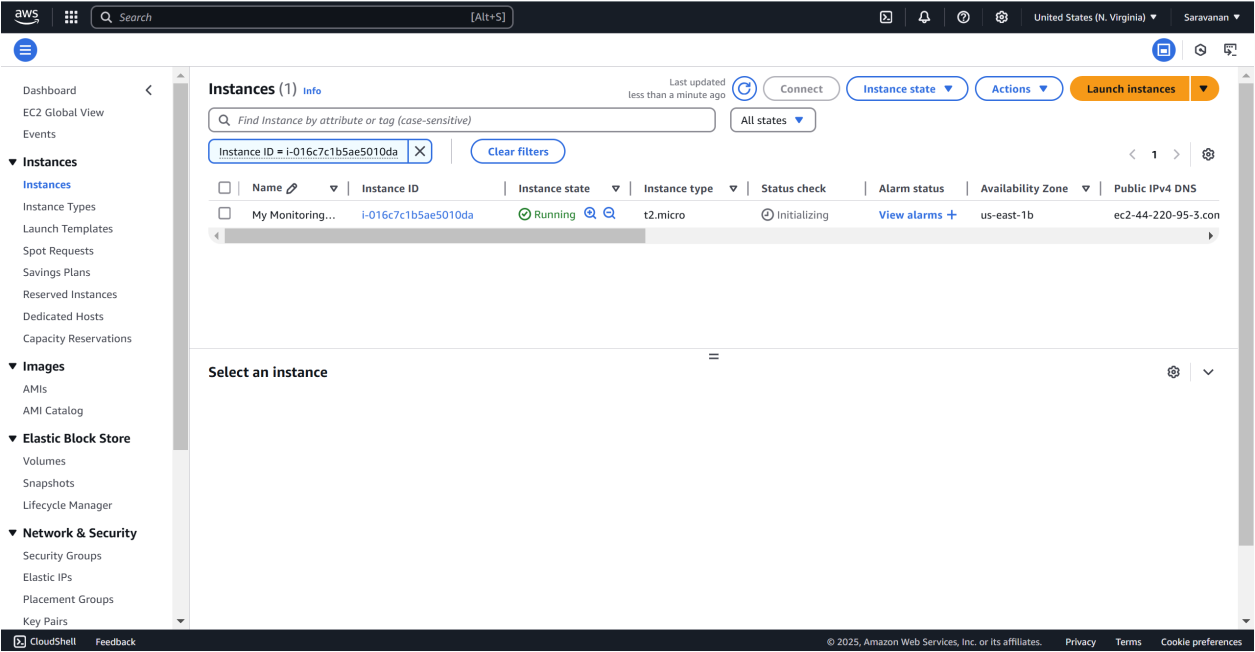 aws
Search [Alt+S]
United States (N. Virginia) Saravanan
Dashboard
EC2 Global View
Events
Instances
Instances
Instance Types
Launch Templates
Spot Requests
Savings Plans
Reserved Instances
Dedicated Hosts
Capacity Reservations
Images
AMIs
AMI Catalog
Elastic Block Store
Volumes
Snapshots
Lifecycle Manager
Network & Security
Security Groups
Elastic IPs
Placement Groups
Key Pairs
Instances (1) Info
Last updated
less than a minute ago
Connect Instance state Actions Launch instances
Find Instance by attribute or tag (case-sensitive) All states
Instance ID = i-016c7c1b5ae5010da Clear filters
1
Name Instance ID Instance state Instance type Status check Alarm status Availability Zone Public IPv4 DNS
My Monitoring... i-016c7c1b5ae5010da Running t2.micro Initializing View alarms + us-east-1b ec2-44-220-95-3.con
Select an instance
CloudShell Feedback © 2025, Amazon Web Services, Inc. or its affiliates. Privacy Terms Cookie preferences